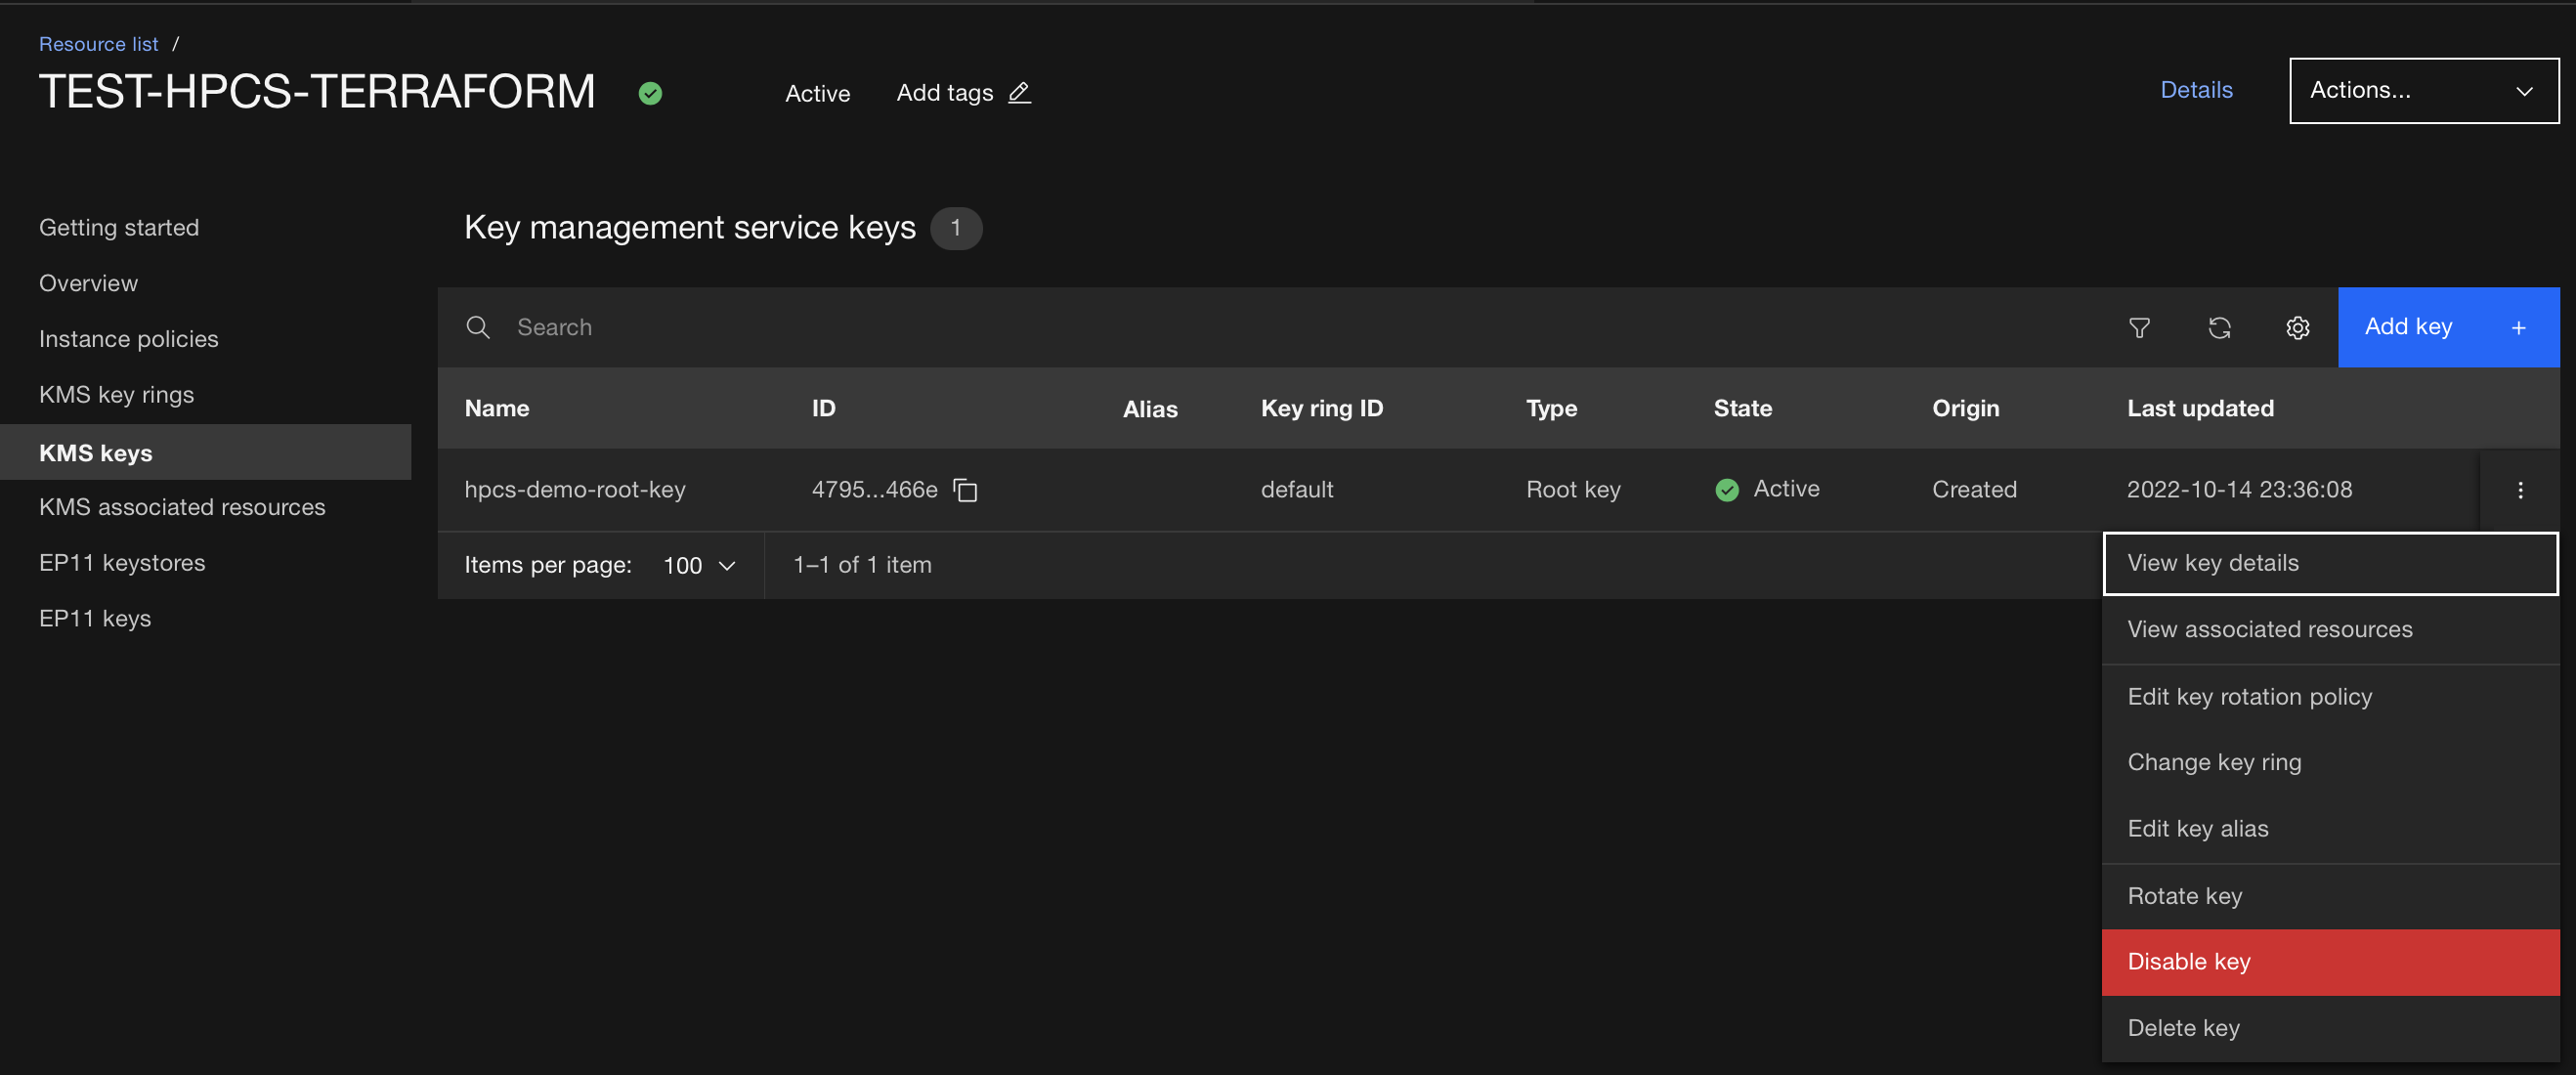 Resource list /
TEST-HPCS-TERRAFORM
Active
Add tags
Details
Actions...
Getting started
Overview
Instance policies
KMS key rings
KMS keys
KMS associated resources
EP11 keystores
EP11 keys
Key management service keys 1
Search
Add key +
Name ID Alias Key ring ID Type State Origin Last updated
hpcs-demo-root-key 4795...466e default Root key Active Created 2022-10-14 23:36:08
Items per page: 100 1–1 of 1 item
View key details
View associated resources
Edit key rotation policy
Change key ring
Edit key alias
Rotate key
Disable key
Delete key